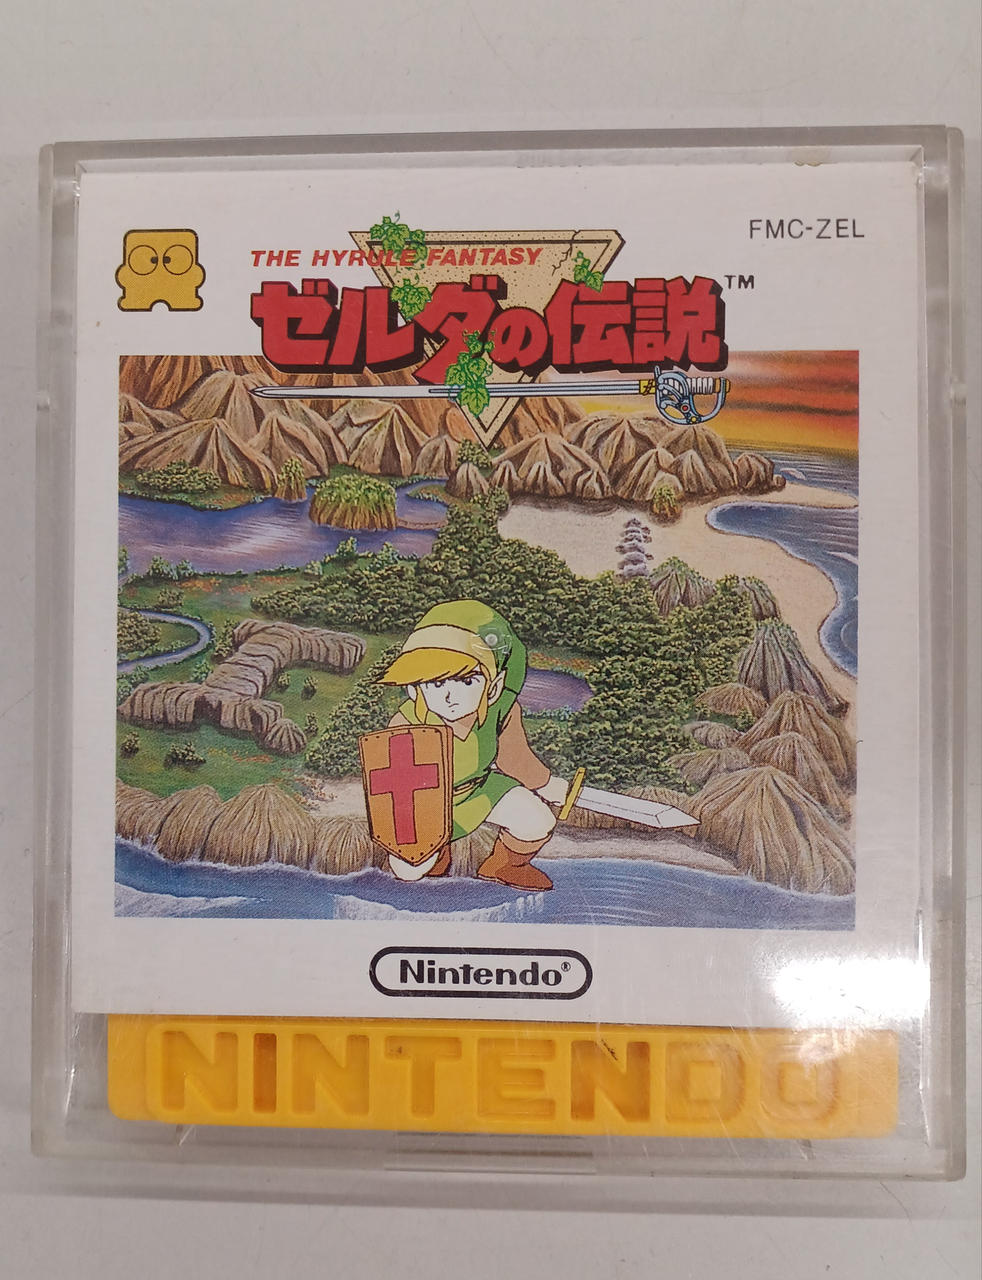 FMC-ZEL
THE HYRULE FANTASY
ゼルダの伝説™
Nintendo®
NINTENDO